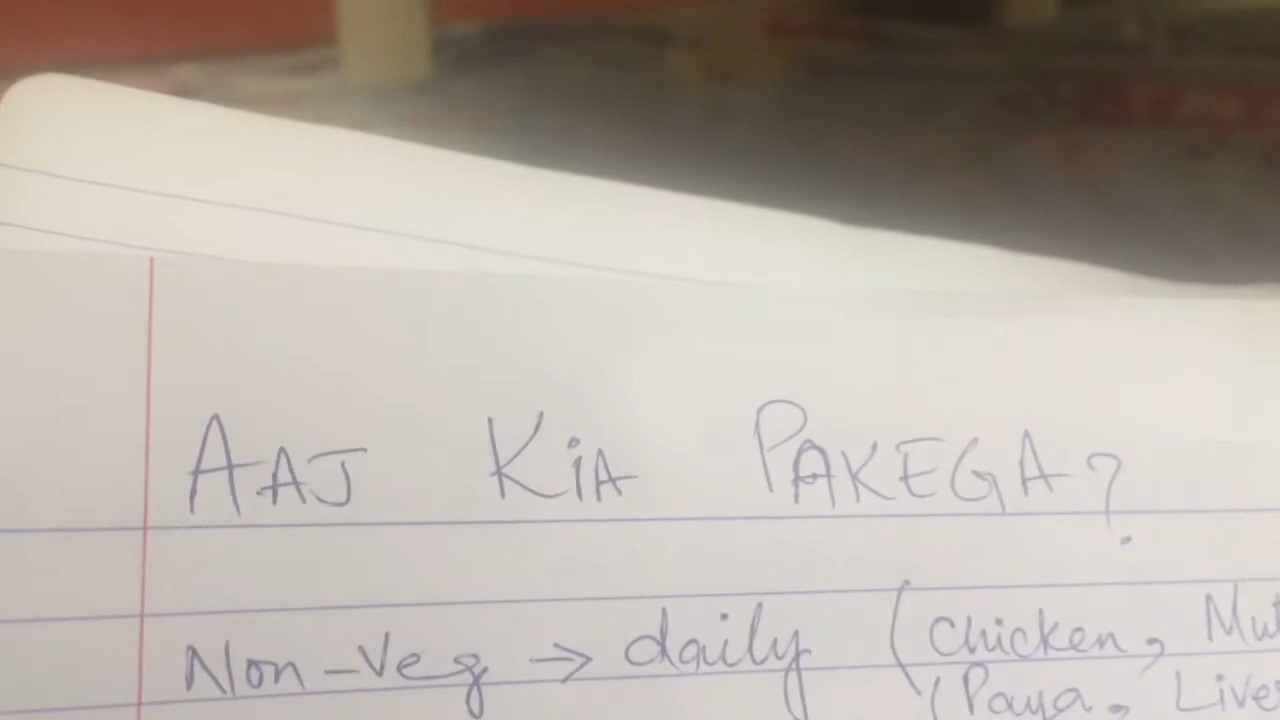 AAJ KIA PAKEGA?
Non-Veg → daily (Chicken,
(Paya,